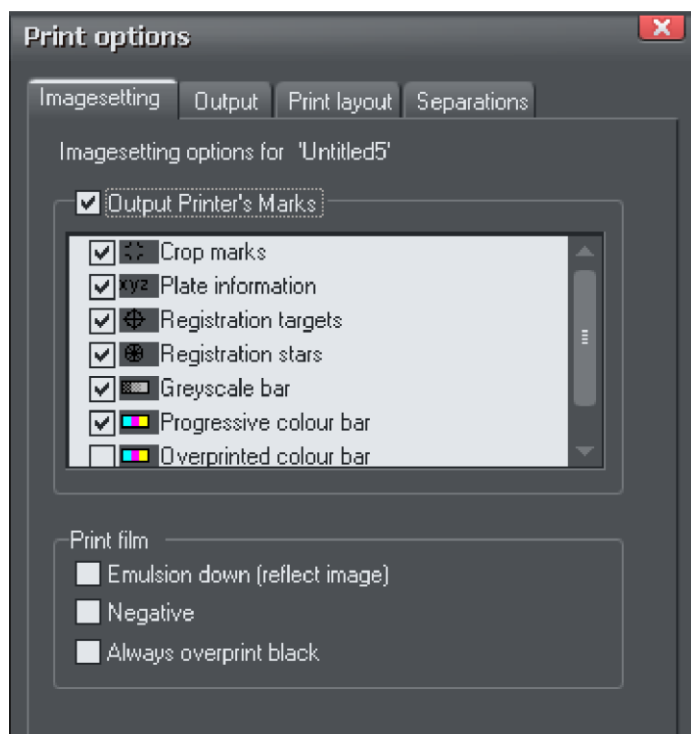 Print options
Imagesetting Output Print layout Separations
Imagesetting options for 'Untitled5'
Output Printer's Marks
Crop marks
xyz Plate information
Registration targets
Registration stars
Greyscale bar
Progressive colour bar
Overprinted colour bar
Print film
Emulsion down (reflect image)
Negative
Always overprint black